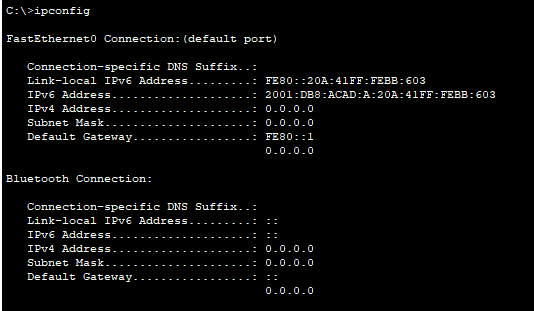 C:\>ipconfig
FastEthernet0 Connection:(default port)
Connection-specific DNS Suffix..:
Link-local IPv6 Address.........: FE80::20A:41FF:FEBB:603
IPv6 Address....................: 2001:DB8:ACAD:A:20A:41FF:FEBB:603
IPv4 Address....................: 0.0.0.0
Subnet Mask.....................: 0.0.0.0
Default Gateway.................: FE80::1
0.0.0.0
Bluetooth Connection:
Connection-specific DNS Suffix..:
Link-local IPv6 Address.........: ::
IPv6 Address....................: ::
IPv4 Address....................: 0.0.0.0
Subnet Mask.....................: 0.0.0.0
Default Gateway.................: ::
0.0.0.0